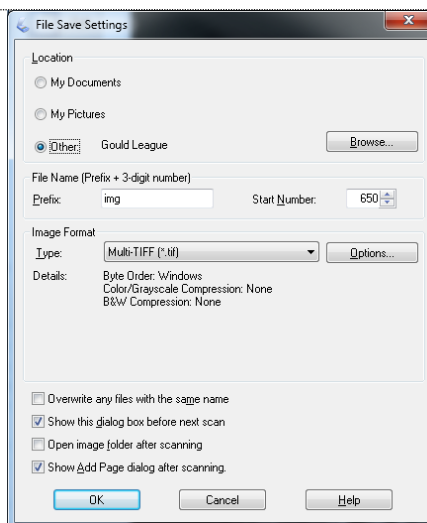 File Save Settings
Location
My Documents
My Pictures
Other: Gould League Browse...
File Name (Prefix + 3-digit number)
Prefix: img Start Number: 650
Image Format
Type: Multi-TIFF (*.tif) Options...
Details: Byte Order: Windows
Color/Grayscale Compression: None
B&W Compression: None
Overwrite any files with the same name
Show this dialog box before next scan
Open image folder after scanning
Show Add Page dialog after scanning.
OK Cancel Help